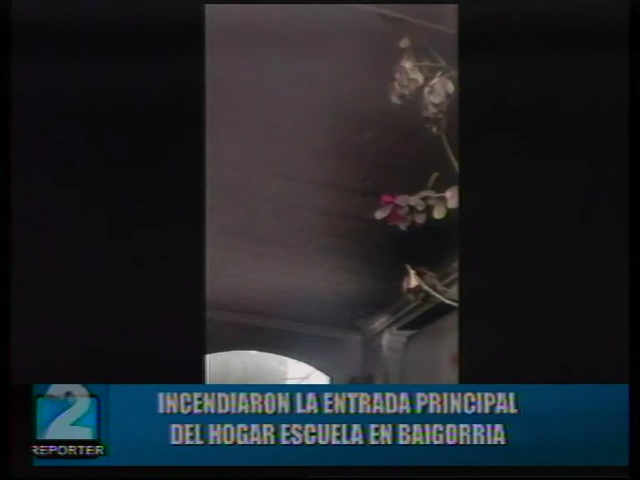 INCENDIARON LA ENTRADA PRINCIPAL
DEL HOGAR ESCUELA EN BAIGORRIA
2
REPORTER